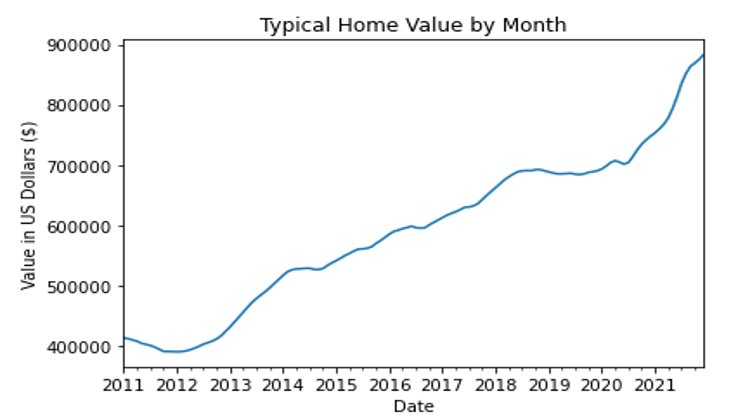 Typical Home Value by Month
900000
800000
700000
600000
500000
400000
Value in US Dollars ($)
2011 2012 2013 2014 2015 2016 2017 2018 2019 2020 2021
Date